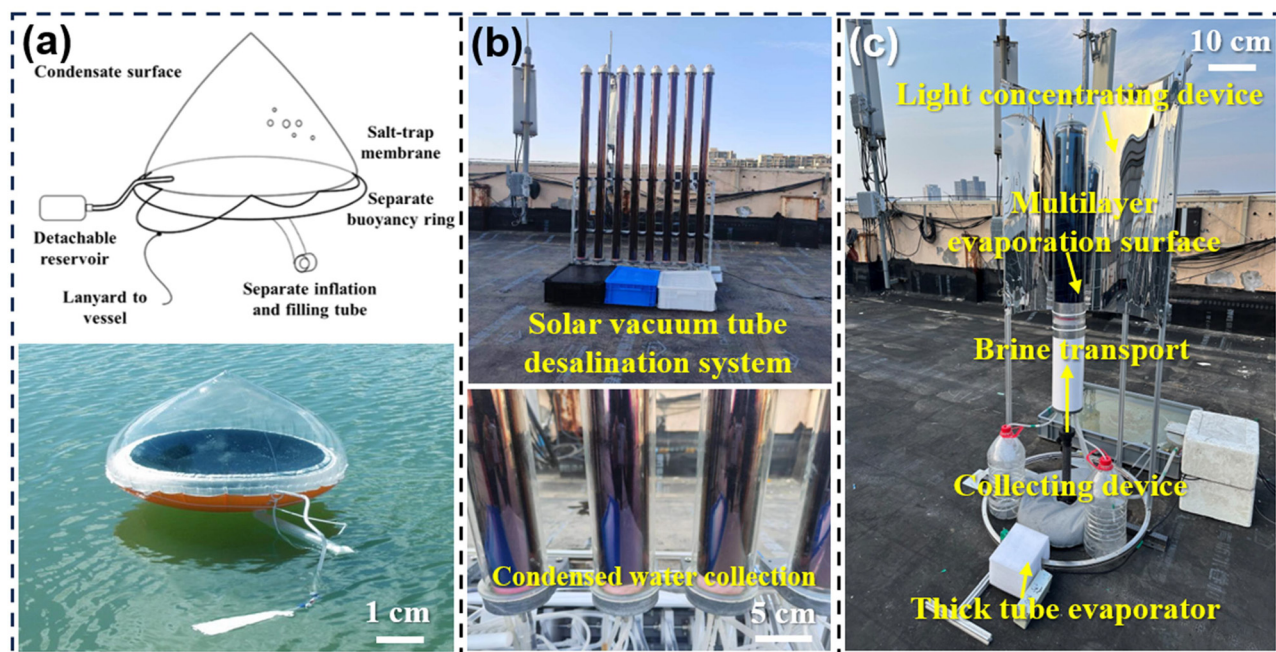 (a)
Condensate surface
Salt-trap
membrane
Separate
buoyancy ring
Detachable
reservoir
Lanyard to
vessel
Separate inflation
and filling tube
1 cm
(b)
Solar vacuum tube
desalination system
Condensed water collection
5 cm
(c)
10 cm
Light concentrating device
Multilayer
evaporation surface
Brine transport
Collecting device
Thick tube evaporator